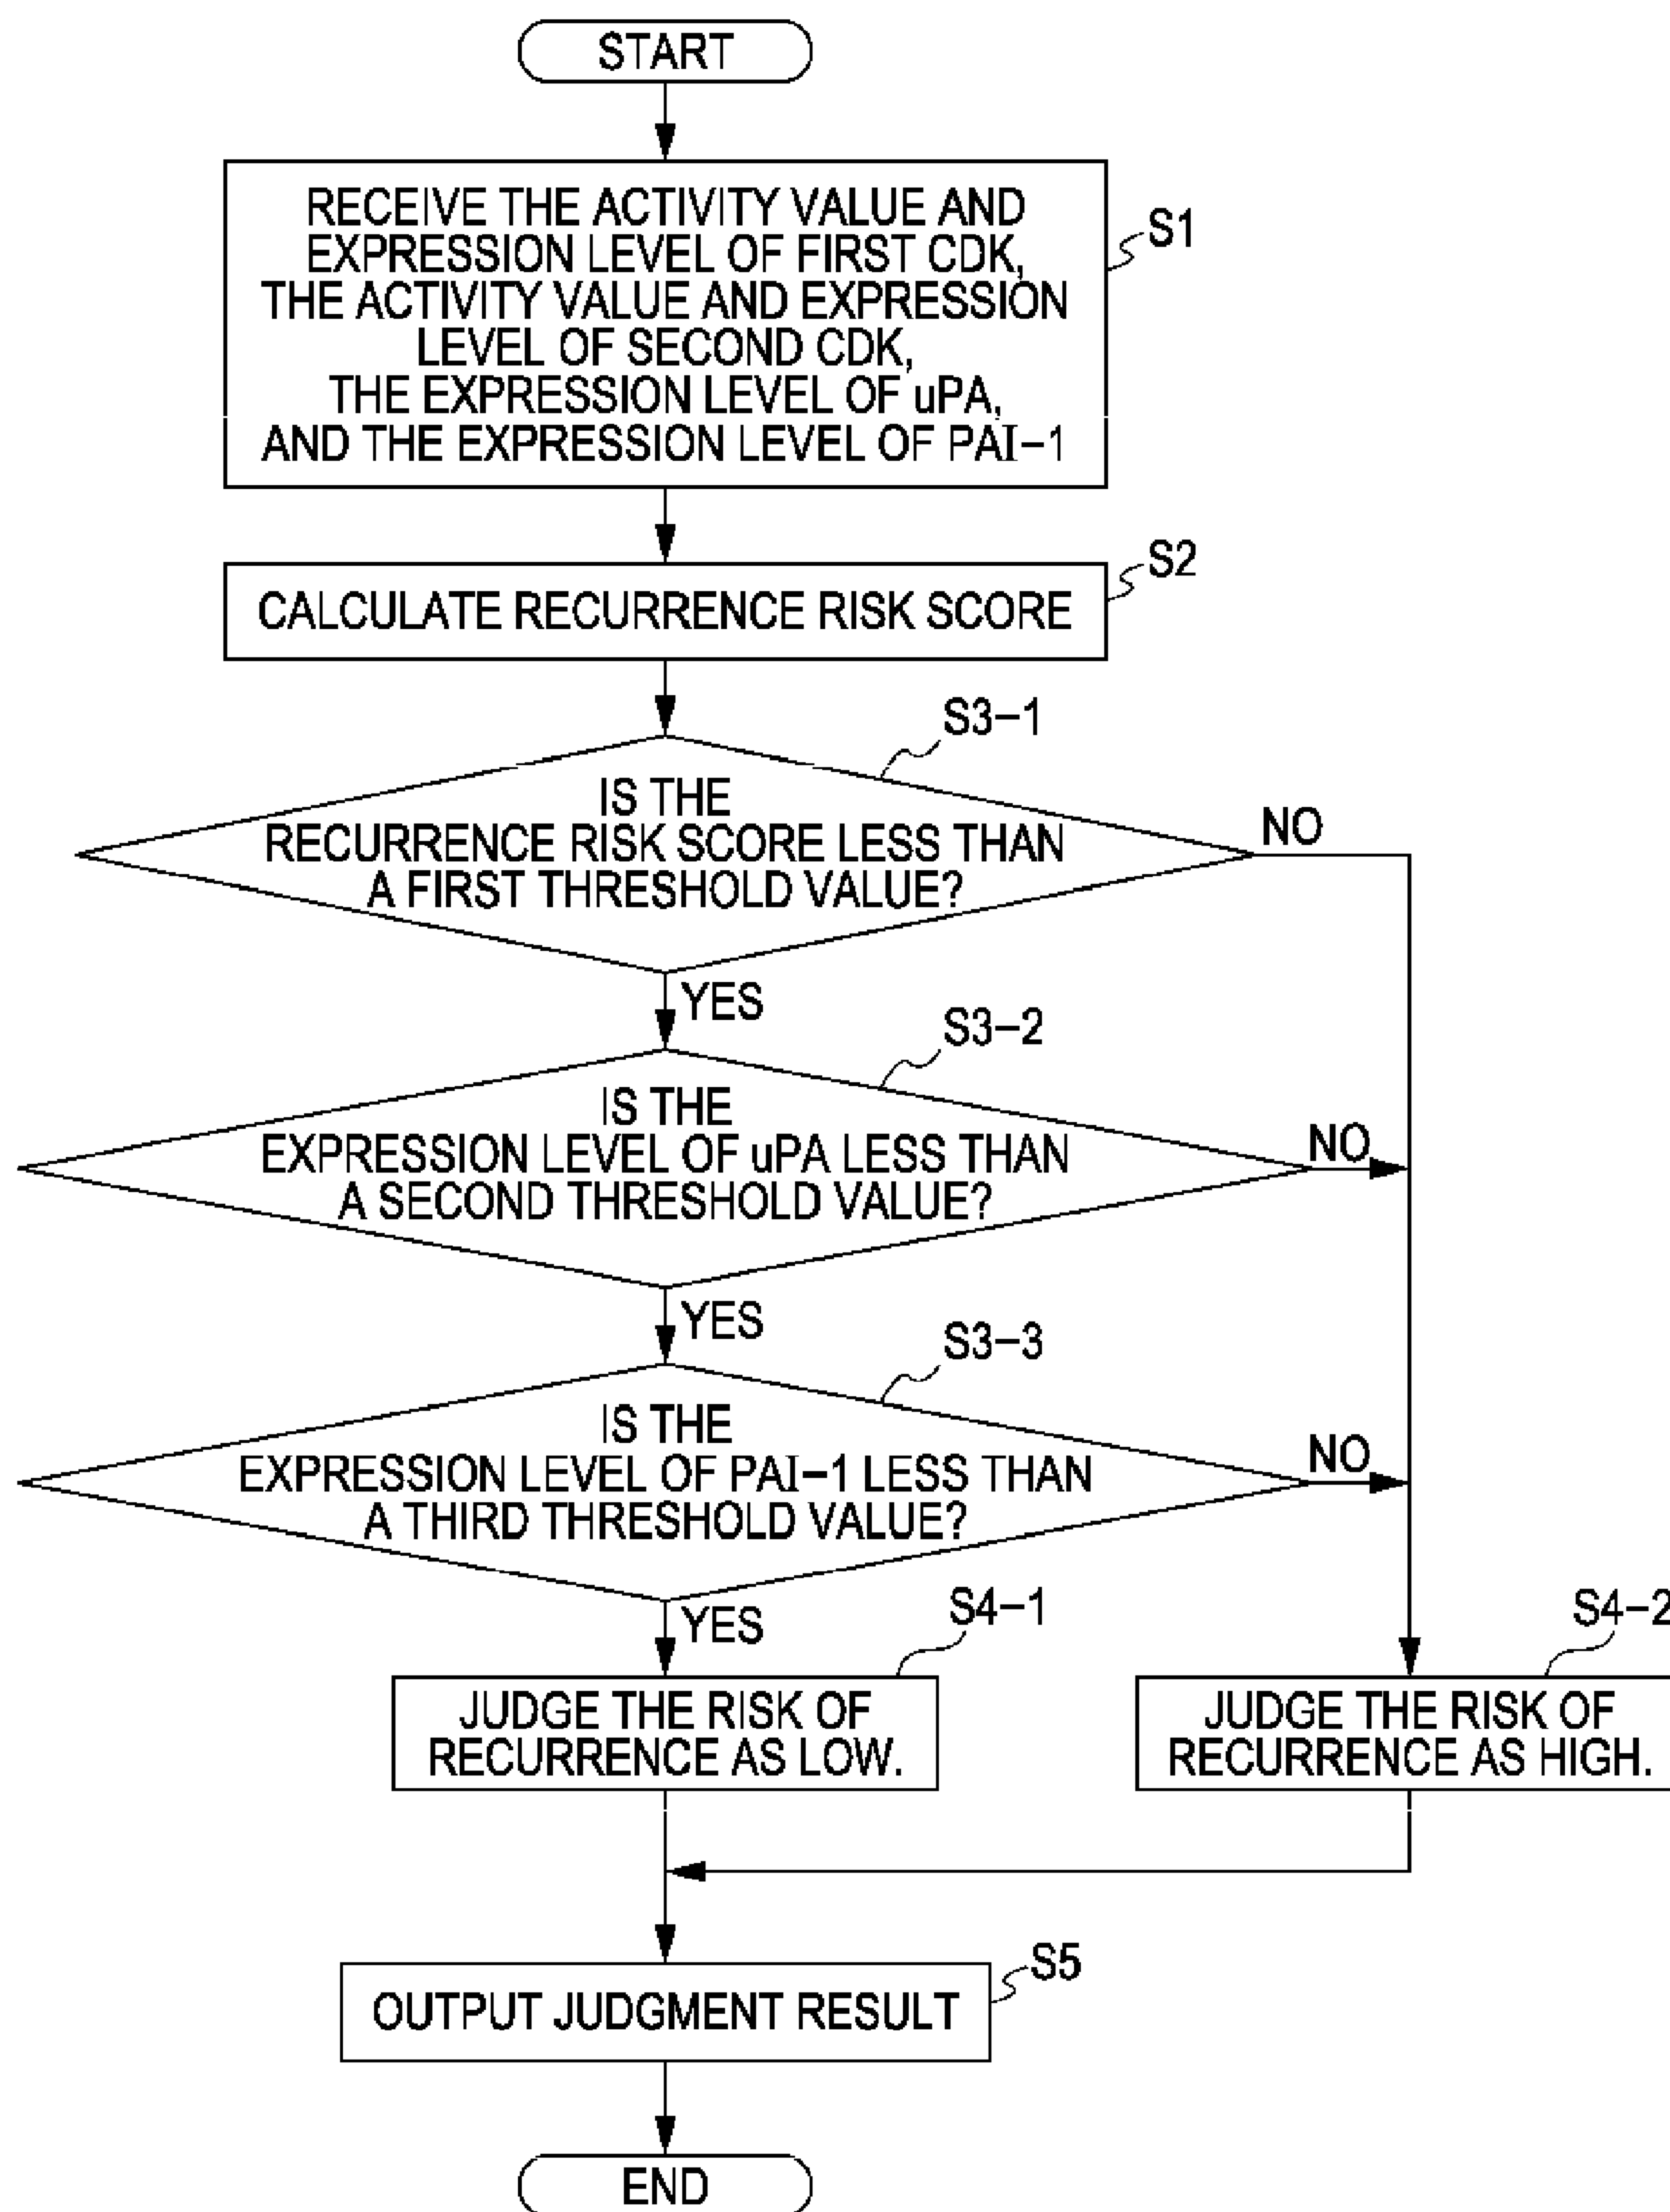 START
RECEIVE THE ACTIVITY VALUE AND
EXPRESSION LEVEL OF FIRST CDK,
THE ACTIVITY VALUE AND EXPRESSION
LEVEL OF SECOND CDK,
THE EXPRESSION LEVEL OF uPA,
AND THE EXPRESSION LEVEL OF PAI-1
S1
S2
CALCULATE RECURRENCE RISK SCORE
S3-1
IS THE
RECURRENCE RISK SCORE LESS THAN
A FIRST THRESHOLD VALUE?
NO
YES
S3-2
IS THE
EXPRESSION LEVEL OF uPA LESS THAN
A SECOND THRESHOLD VALUE?
NO
YES
S3-3
IS THE
EXPRESSION LEVEL OF PAI-1 LESS THAN
A THIRD THRESHOLD VALUE?
NO
YES
S4-1
JUDGE THE RISK OF
RECURRENCE AS LOW.
S4-2
JUDGE THE RISK OF
RECURRENCE AS HIGH.
S5
OUTPUT JUDGMENT RESULT
END